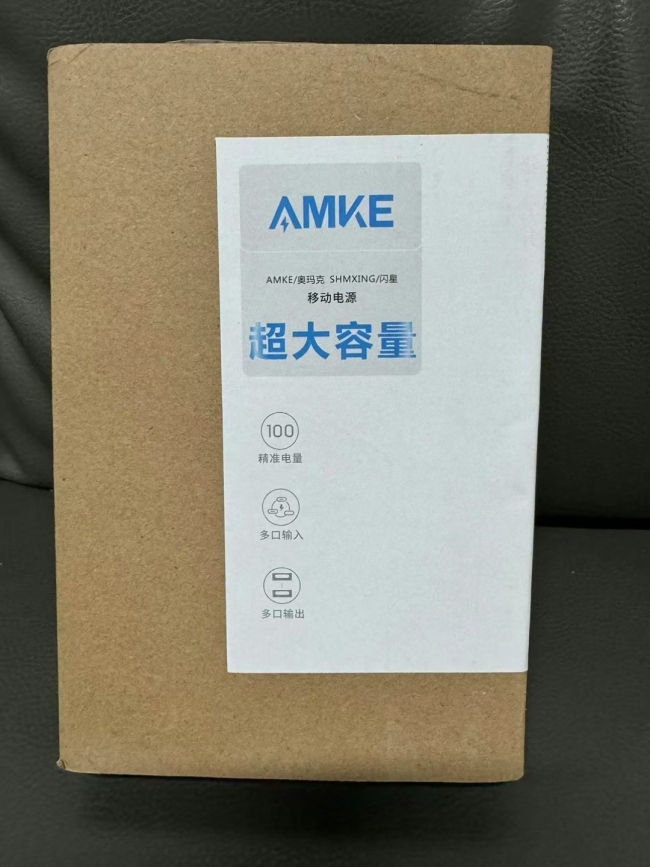 AMKE
AMKE/奥玛克 SHMXING/闪星
移动电源
超大容量
100
精准电量
多口输入
多口输出